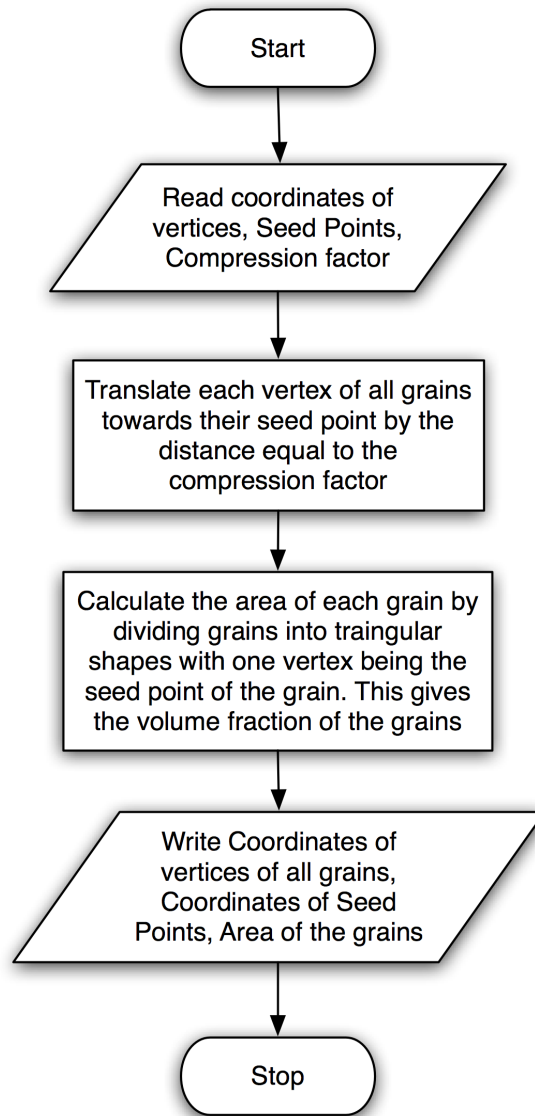 Start
Read coordinates of
vertices, Seed Points,
Compression factor
Translate each vertex of all grains
towards their seed point by the
distance equal to the
compression factor
Calculate the area of each grain by
dividing grains into traingular
shapes with one vertex being the
seed point of the grain. This gives
the volume fraction of the grains
Write Coordinates of
vertices of all grains,
Coordinates of Seed
Points, Area of the grains
Stop